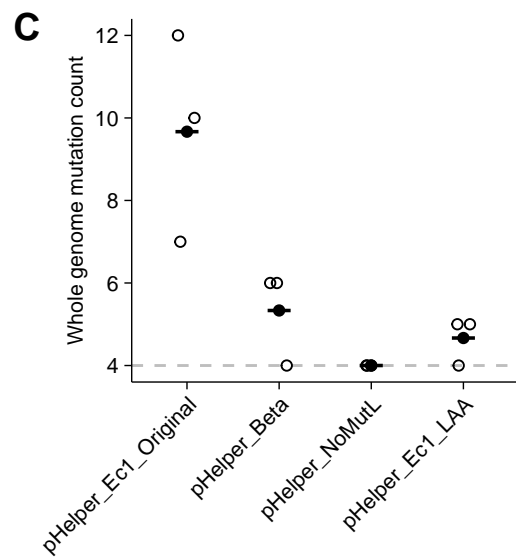 C
Whole genome mutation count
12
10
8
6
4
pHelper_Ec1_Original
pHelper_Beta
pHelper_NoMutL
pHelper_Ec1_LAA